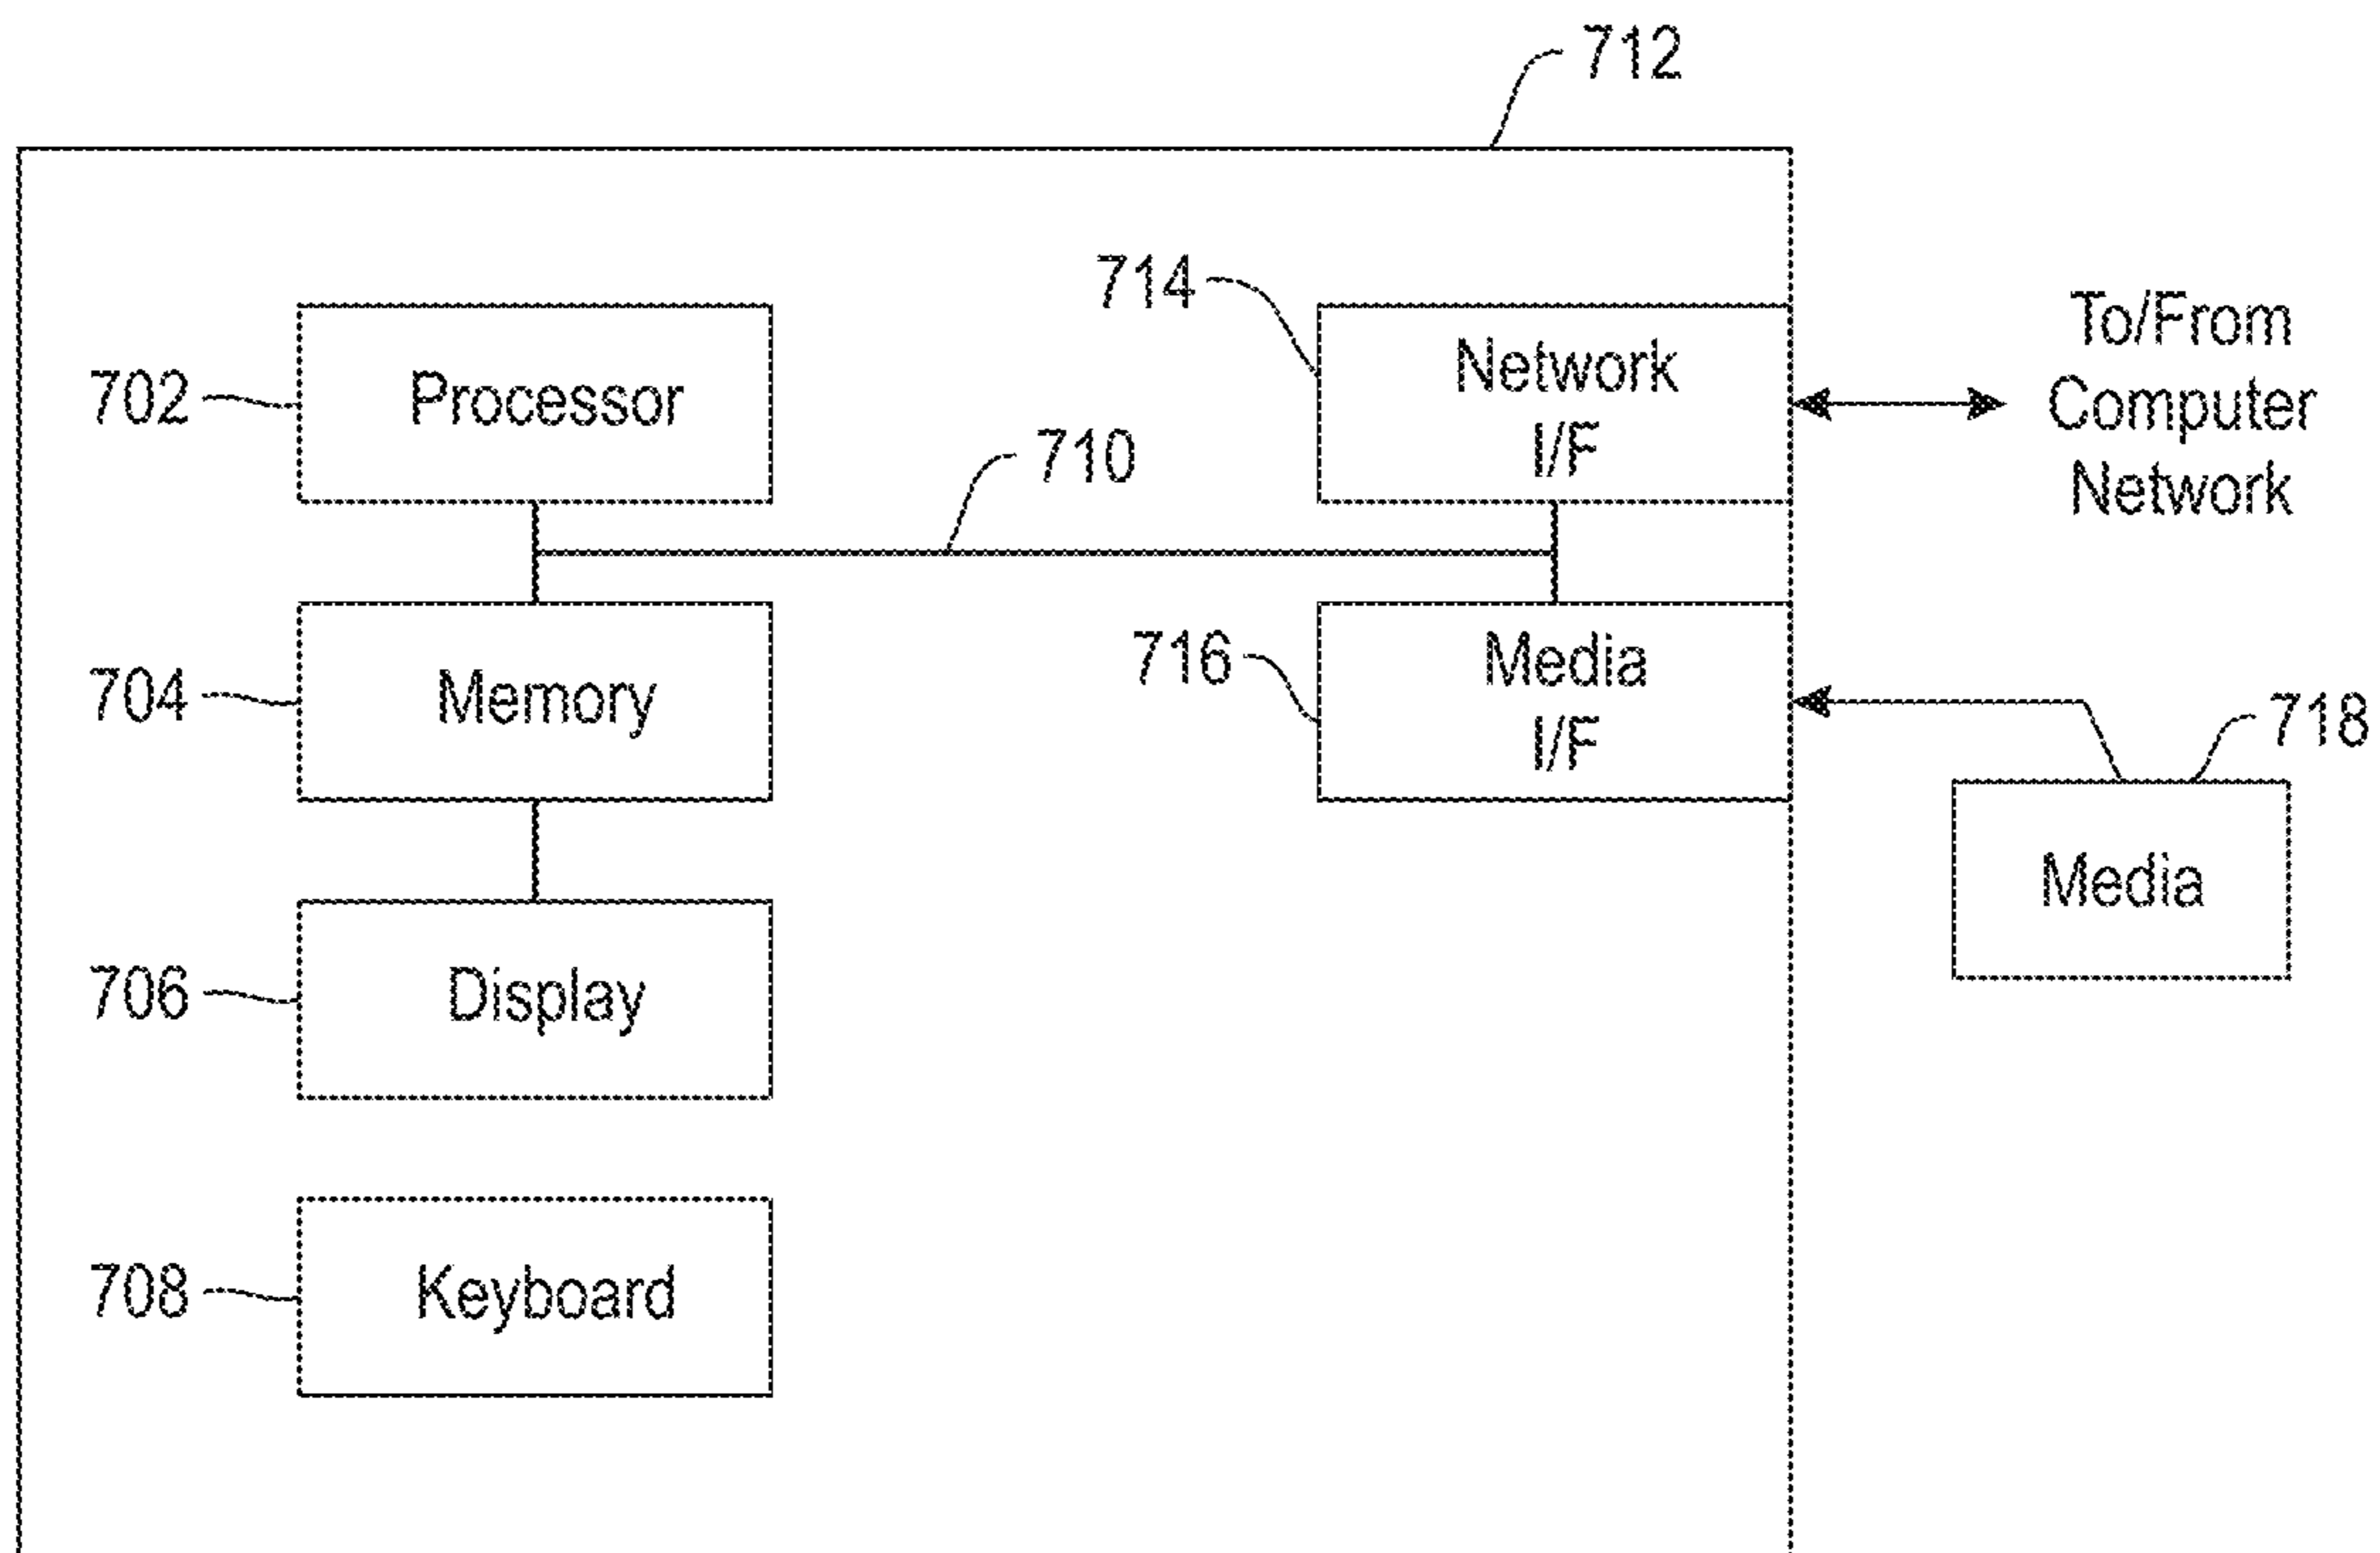 712
714
Network
I/F
To/From
Computer
Network
702
Processor
710
704
Memory
716
Media
I/F
718
Media
706
Display
708
Keyboard